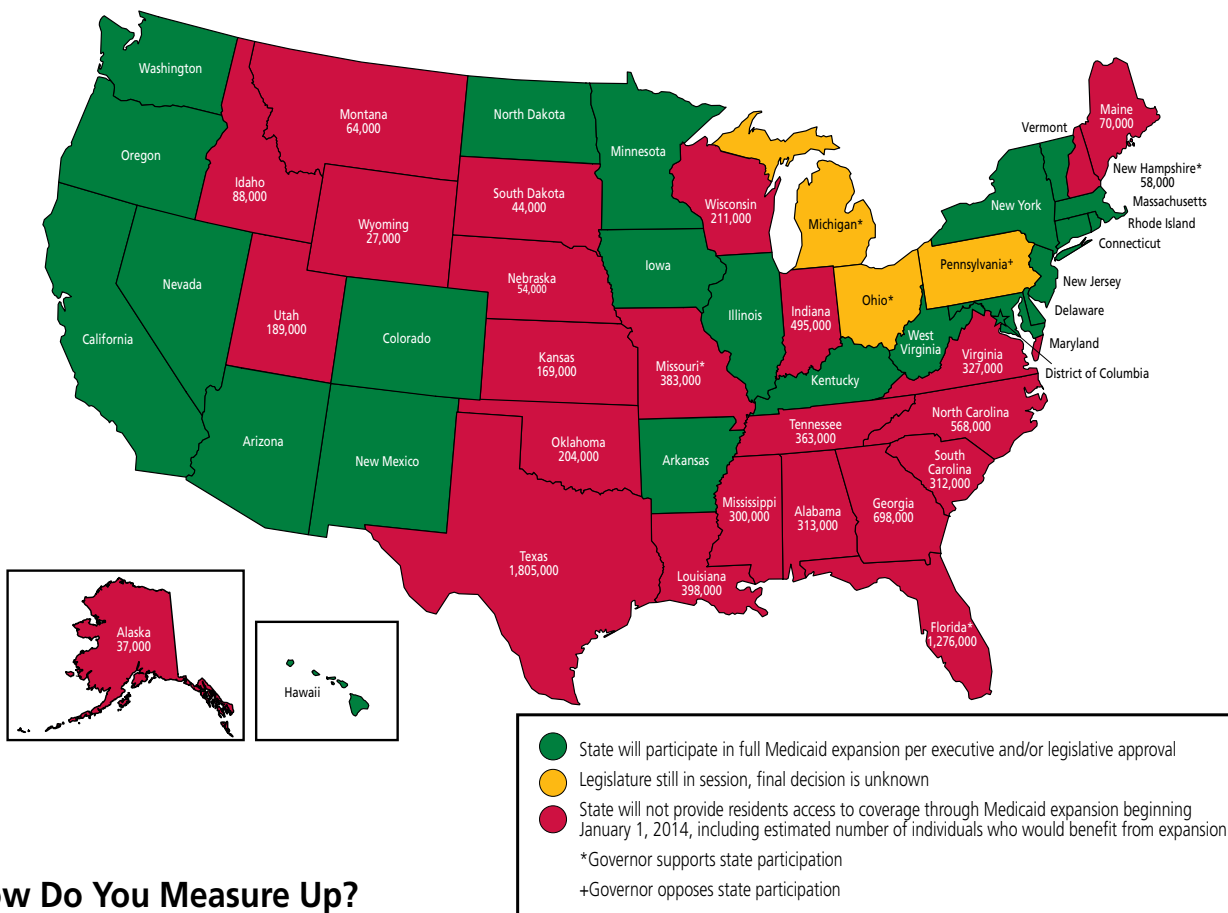 Washington
Oregon
California
Nevada
Idaho
88,000
Montana
64,000
Wyoming
27,000
Utah
189,000
Arizona
Colorado
New Mexico
North Dakota
South Dakota
44,000
Nebraska
54,000
Kansas
169,000
Oklahoma
204,000
Texas
1,805,000
Minnesota
Iowa
Missouri*
383,000
Arkansas
Louisiana
398,000
Wisconsin
211,000
Illinois
Michigan*
Indiana
495,000
Ohio*
Kentucky
Tennessee
363,000
Mississippi
300,000
Alabama
313,000
Georgia
698,000
Florida*
1,276,000
South
Carolina
312,000
North Carolina
568,000
Virginia
327,000
West
Virginia
Pennsylvania+
New York
Vermont
Maine
70,000
New Hampshire*
58,000
Massachusetts
Rhode Island
Connecticut
New Jersey
Delaware
Maryland
District of Columbia
Alaska
37,000
Hawaii
State will participate in full Medicaid expansion per executive and/or legislative approval
Legislature still in session, final decision is unknown
State will not provide residents access to coverage through Medicaid expansion beginning
January 1, 2014, including estimated number of individuals who would benefit from expansion
*Governor supports state participation
+Governor opposes state participation
ow Do You Measure Up?